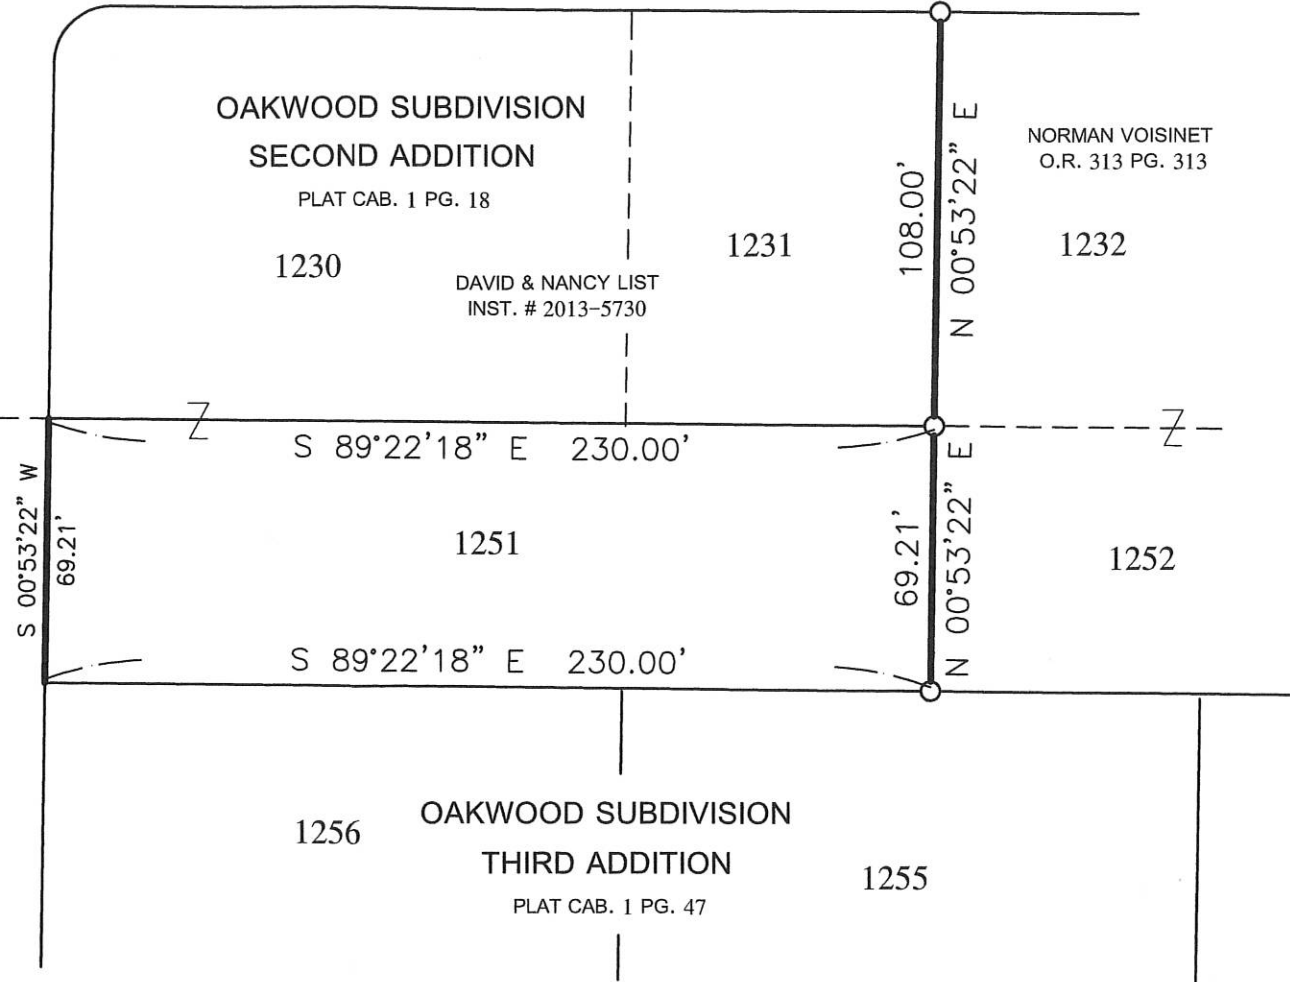 OAKWOOD SUBDIVISION
SECOND ADDITION
PLAT CAB. 1 PG. 18
1230
DAVID & NANCY LIST
INST. # 2013-5730
1231
108.00'
N 00°53'22" E
NORMAN VOISINET
O.R. 313 PG. 313
1232
Z
Z
S 89°22'18" E 230.00'
S 00°53'22" W
69.21'
1251
69.21'
N 00°53'22" E
1252
S 89°22'18" E 230.00'
1256
OAKWOOD SUBDIVISION
THIRD ADDITION
PLAT CAB. 1 PG. 47
1255